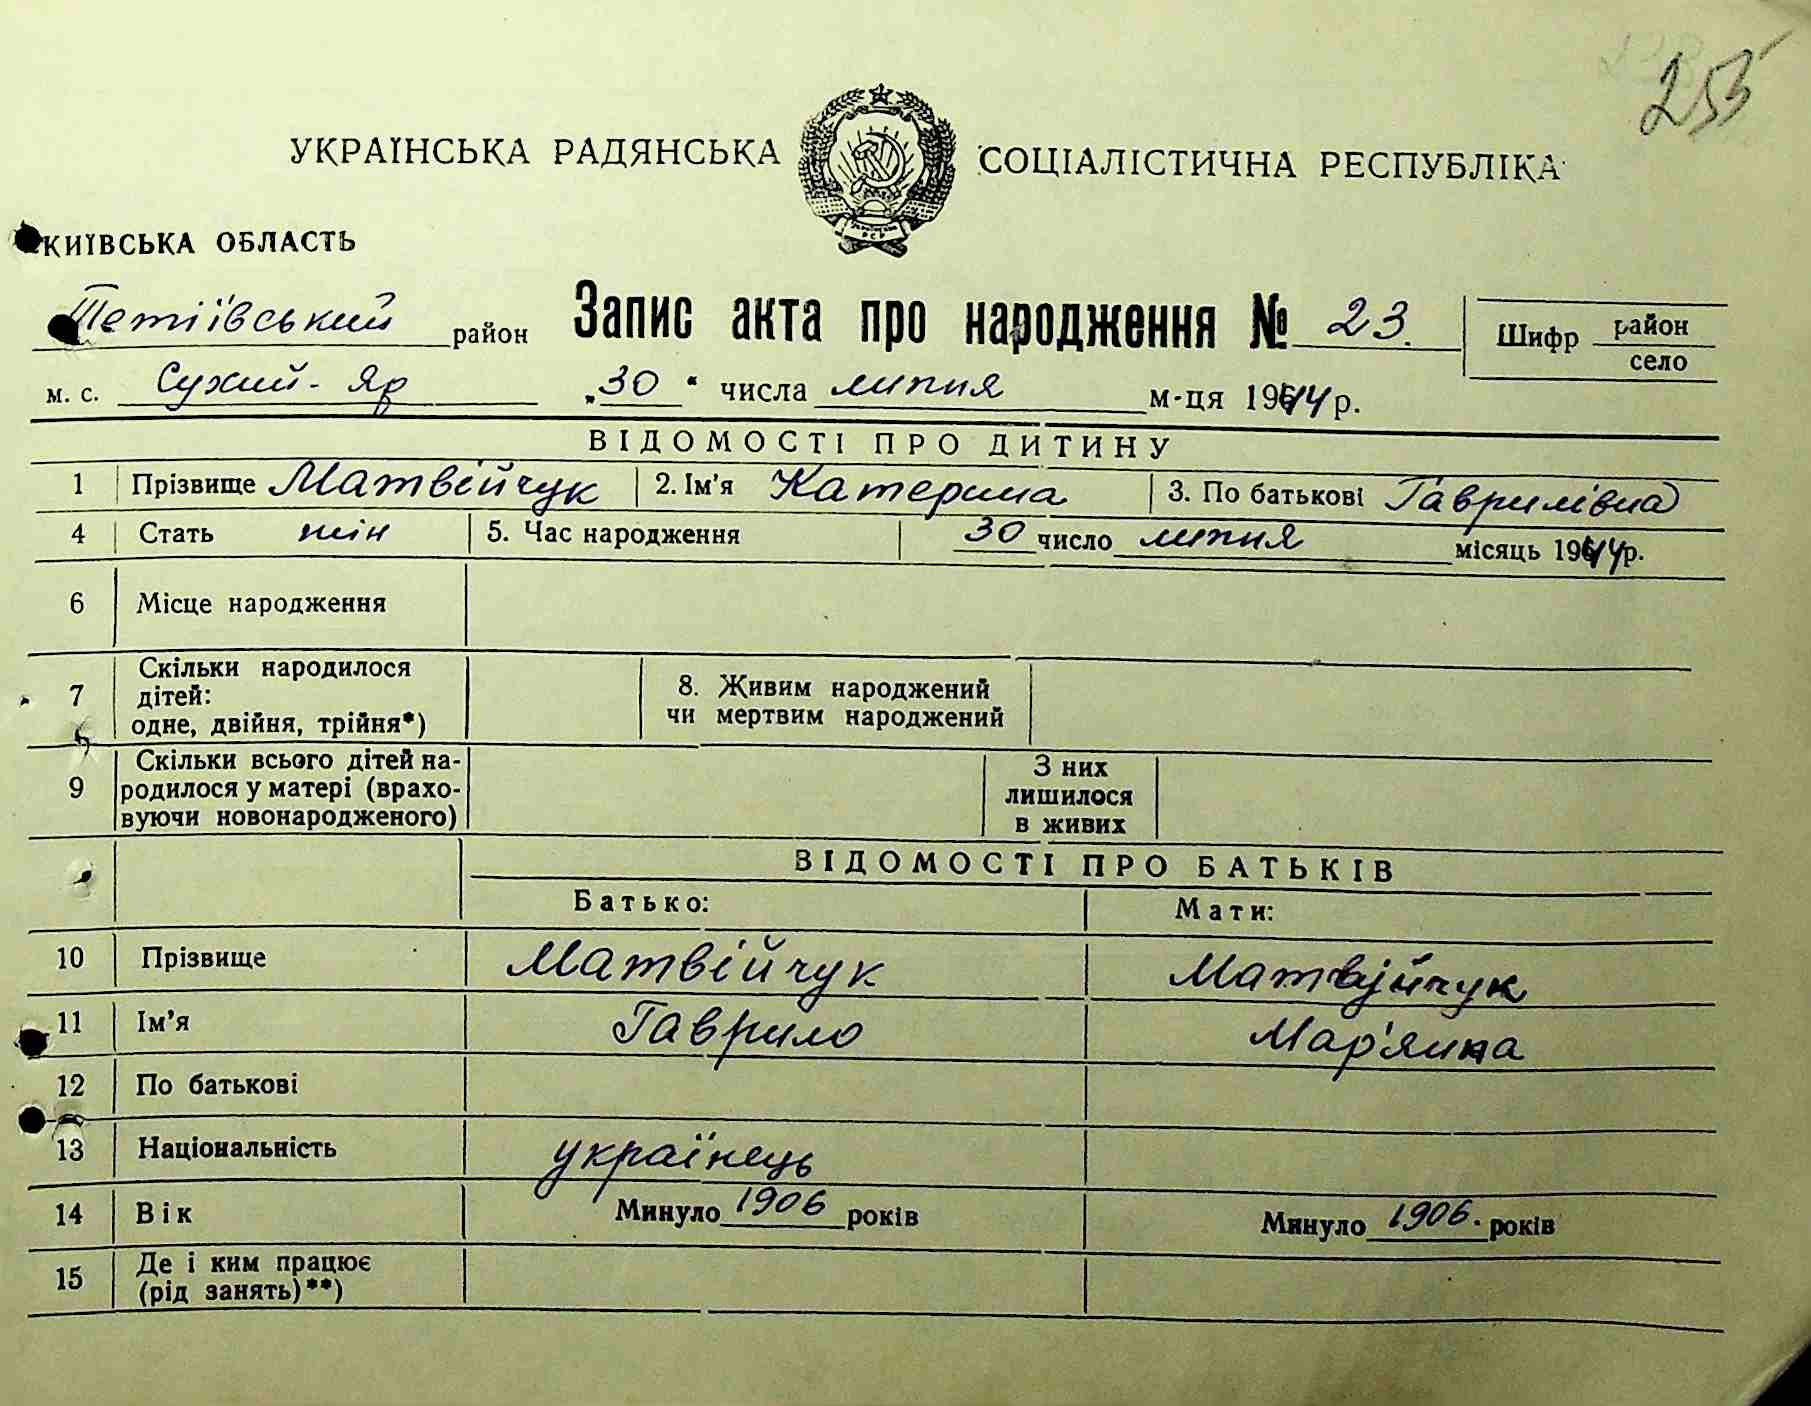 253
УКРАЇНСЬКА РАДЯНСЬКА СОЦІАЛІСТИЧНА РЕСПУБЛІКА
КИЇВСЬКА ОБЛАСТЬ
Тетіївський район Запис акта про народження № 23. Шифр район село
м. с. Сухий-Яр „30“ числа липня м-ця 1944 р.
ВІДОМОСТІ ПРО ДИТИНУ
1 Прізвище Матвійчук 2. Ім'я Катерина 3. По батькові Гаврилівна
4 Стать жін 5. Час народження 30 число липня місяць 1944 р.
6 Місце народження
7 Скільки народилося дітей: одне, двійня, трійня*) 8. Живим народжений чи мертвим народжений
9 Скільки всього дітей народилося у матері (враховуючи новонародженого) З них лишилося в живих
ВІДОМОСТІ ПРО БАТЬКІВ
Батько: Мати:
10 Прізвище Матвійчук Матвійчук
11 Ім'я Гаврило Мар'яна
12 По батькові
13 Національність українець
14 Вік Минуло 1906 років Минуло 1906. років
15 Де і ким працює (рід занять)**)